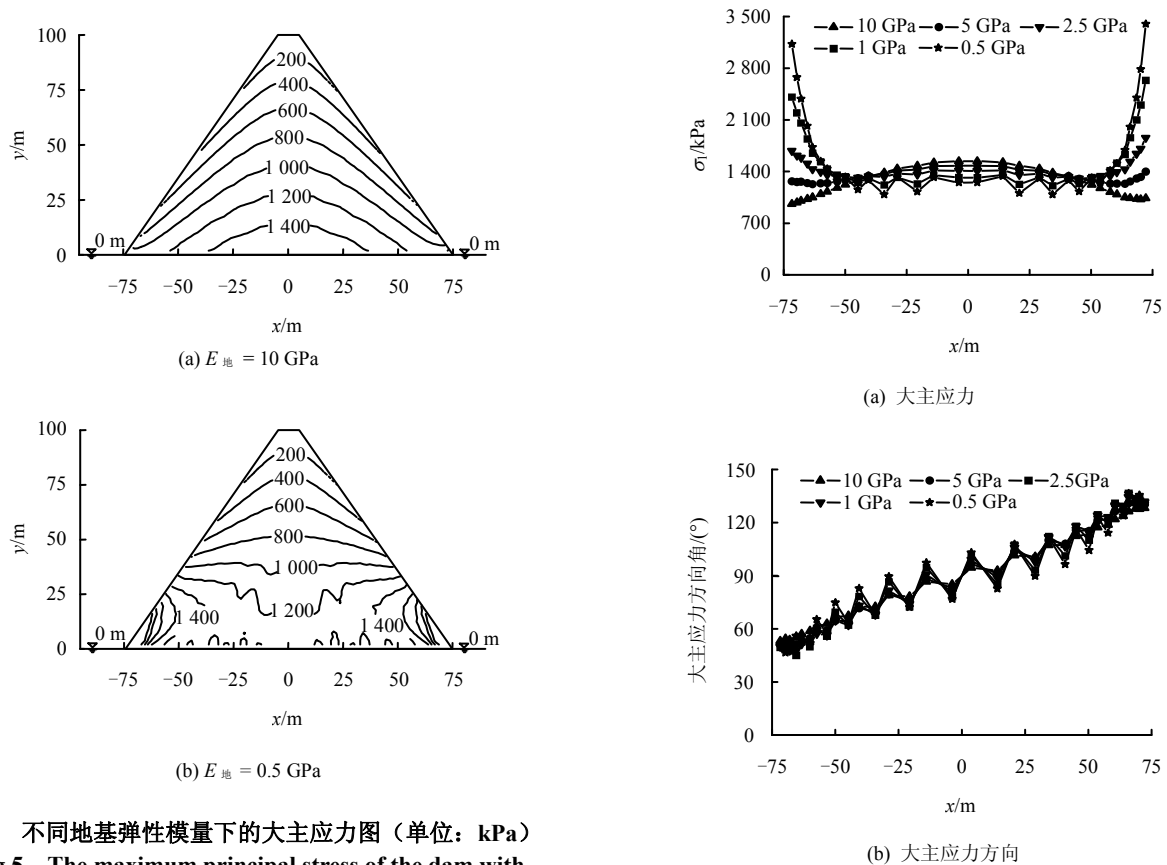 100
75
50
25
0
y/m
200
400
600
800
1 000
1 200
1 400
0 m
0 m
−75 −50 −25 0 25 50 75
x/m
(a) E 地 = 10 GPa
100
75
50
25
0
y/m
200
400
600
800
1 000
1 200
1 400
1 400
0 m
0 m
−75 −50 −25 0 25 50 75
x/m
(b) E 地 = 0.5 GPa
不同地基弹性模量下的大主应力图（单位：kPa）
5 The maximum principal stress of the dam with
3 500
2 800
2 100
1 400
700
0
σ1/kPa
10 GPa 5 GPa 2.5 GPa
1 GPa 0.5 GPa
−75 −50 −25 0 25 50 75
x/m
(a) 大主应力
150
120
90
60
30
0
大主应力方向角/(°)
10 GPa 5 GPa 2.5GPa
1 GPa 0.5 GPa
−75 −50 −25 0 25 50 75
x/m
(b) 大主应力方向